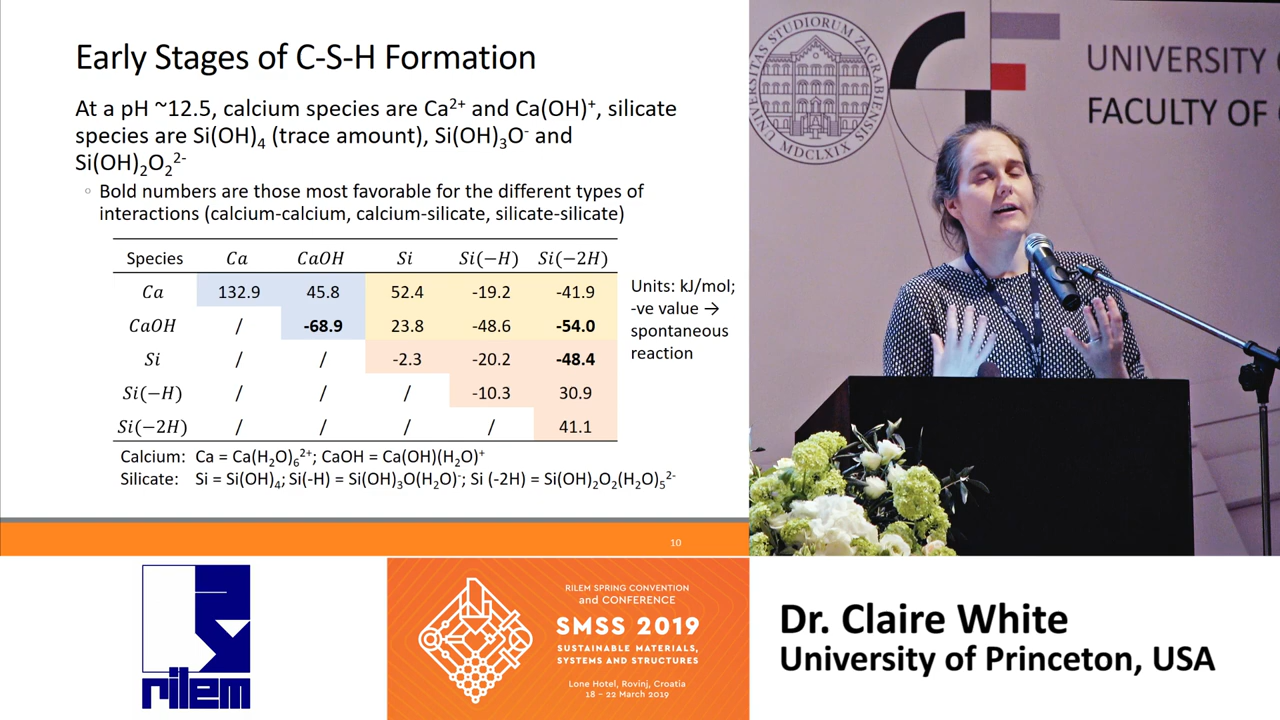 Early Stages of C-S-H Formation
At a pH ~12.5, calcium species are Ca²⁺ and Ca(OH)⁺, silicate
species are Si(OH)₄ (trace amount), Si(OH)₃O⁻ and
Si(OH)₂O₂²⁻
◦ Bold numbers are those most favorable for the different types of
interactions (calcium-calcium, calcium-silicate, silicate-silicate)
Species Ca CaOH Si Si(−H) Si(−2H)
Ca 132.9 45.8 52.4 -19.2 -41.9
CaOH / -68.9 23.8 -48.6 -54.0
Si / / -2.3 -20.2 -48.4
Si(−H) / / / -10.3 30.9
Si(−2H) / / / / 41.1
Units: kJ/mol;
-ve value →
spontaneous
reaction
Calcium: Ca = Ca(H₂O)₆²⁺; CaOH = Ca(OH)(H₂O)⁺
Silicate: Si = Si(OH)₄; Si(-H) = Si(OH)₃O(H₂O)⁻; Si (-2H) = Si(OH)₂O₂(H₂O)₅²⁻
10
UNIVERSITAS STUDIORUM ZAGRABIENSIS
MDCLXIX
UNIVERSITY
FACULTY OF
rilem
RILEM SPRING CONVENTION
and CONFERENCE
SMSS 2019
SUSTAINABLE MATERIALS,
SYSTEMS AND STRUCTURES
Lone Hotel, Rovinj, Croatia
18 – 22 March 2019
Dr. Claire White
University of Princeton, USA